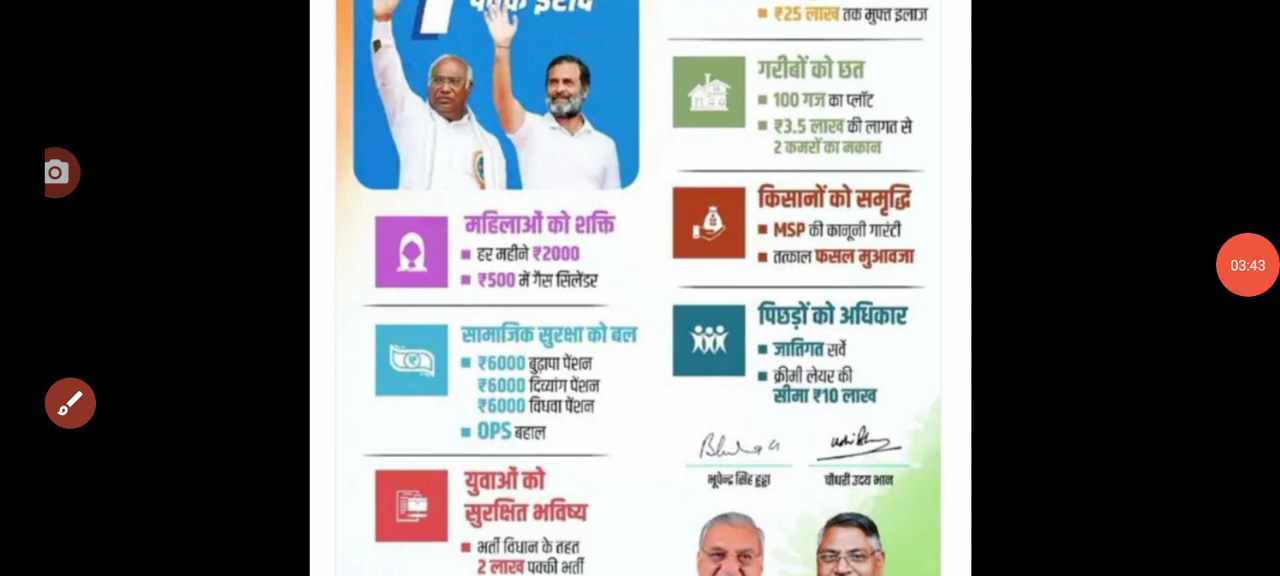 पक्के इरादे
महिलाओं को शक्ति
हर महीने ₹2000
₹500 में गैस सिलेंडर
सामाजिक सुरक्षा को बल
₹6000 बुढ़ापा पेंशन
₹6000 दिव्यांग पेंशन
₹6000 विधवा पेंशन
OPS बहाल
युवाओं को
सुरक्षित भविष्य
भर्ती विधान के तहत
2 लाख पक्की भर्ती
₹25 लाख तक मुफ्त इलाज
गरीबों को छत
100 गज का प्लॉट
₹3.5 लाख की लागत से
2 कमरों का मकान
किसानों को समृद्धि
MSP की कानूनी गारंटी
तत्काल फसल मुआवजा
पिछड़ों को अधिकार
जातिगत सर्वे
क्रीमी लेयर की
सीमा ₹10 लाख
भूपेन्द्र सिंह हुड्डा
चौधरी उदय भान
03:43